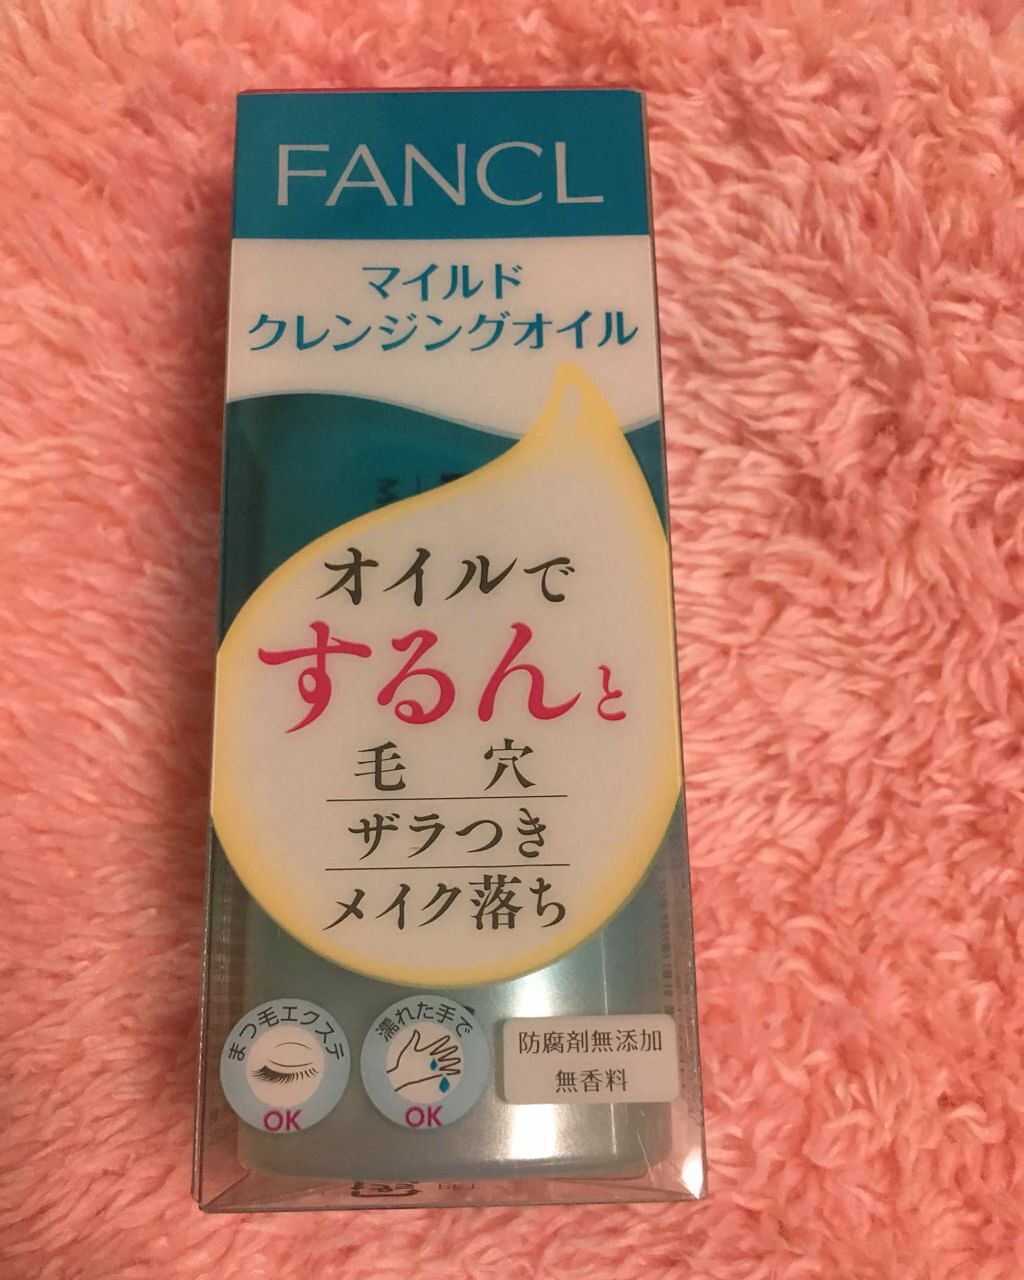 FANCL
マイルド
クレンジングオイル
オイルで
するんと
毛穴
ザラつき
メイク落ち
まつ毛エクステ
OK
濡れた手で
OK
防腐剤無添加
無香料